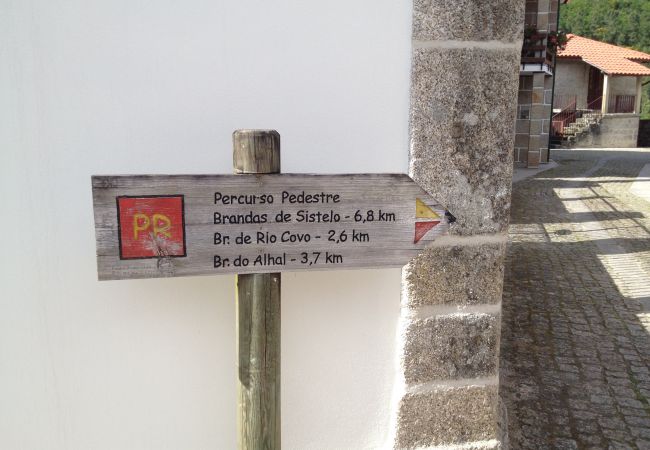 PR
Percurso Pedestre
Brandas de Sistelo - 6,8 km
Br. de Rio Covo - 2,6 km
Br. do Alhal - 3,7 km